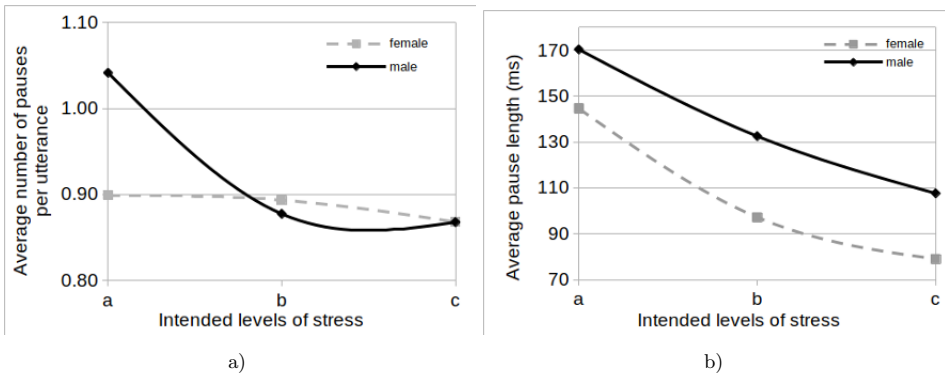 Average number of pauses
per utterance
1.10
1.00
0.90
0.80
female
male
a
b
c
Intended levels of stress
a)
Average pause length (ms)
170
150
130
110
90
70
female
male
a
b
c
Intended levels of stress
b)